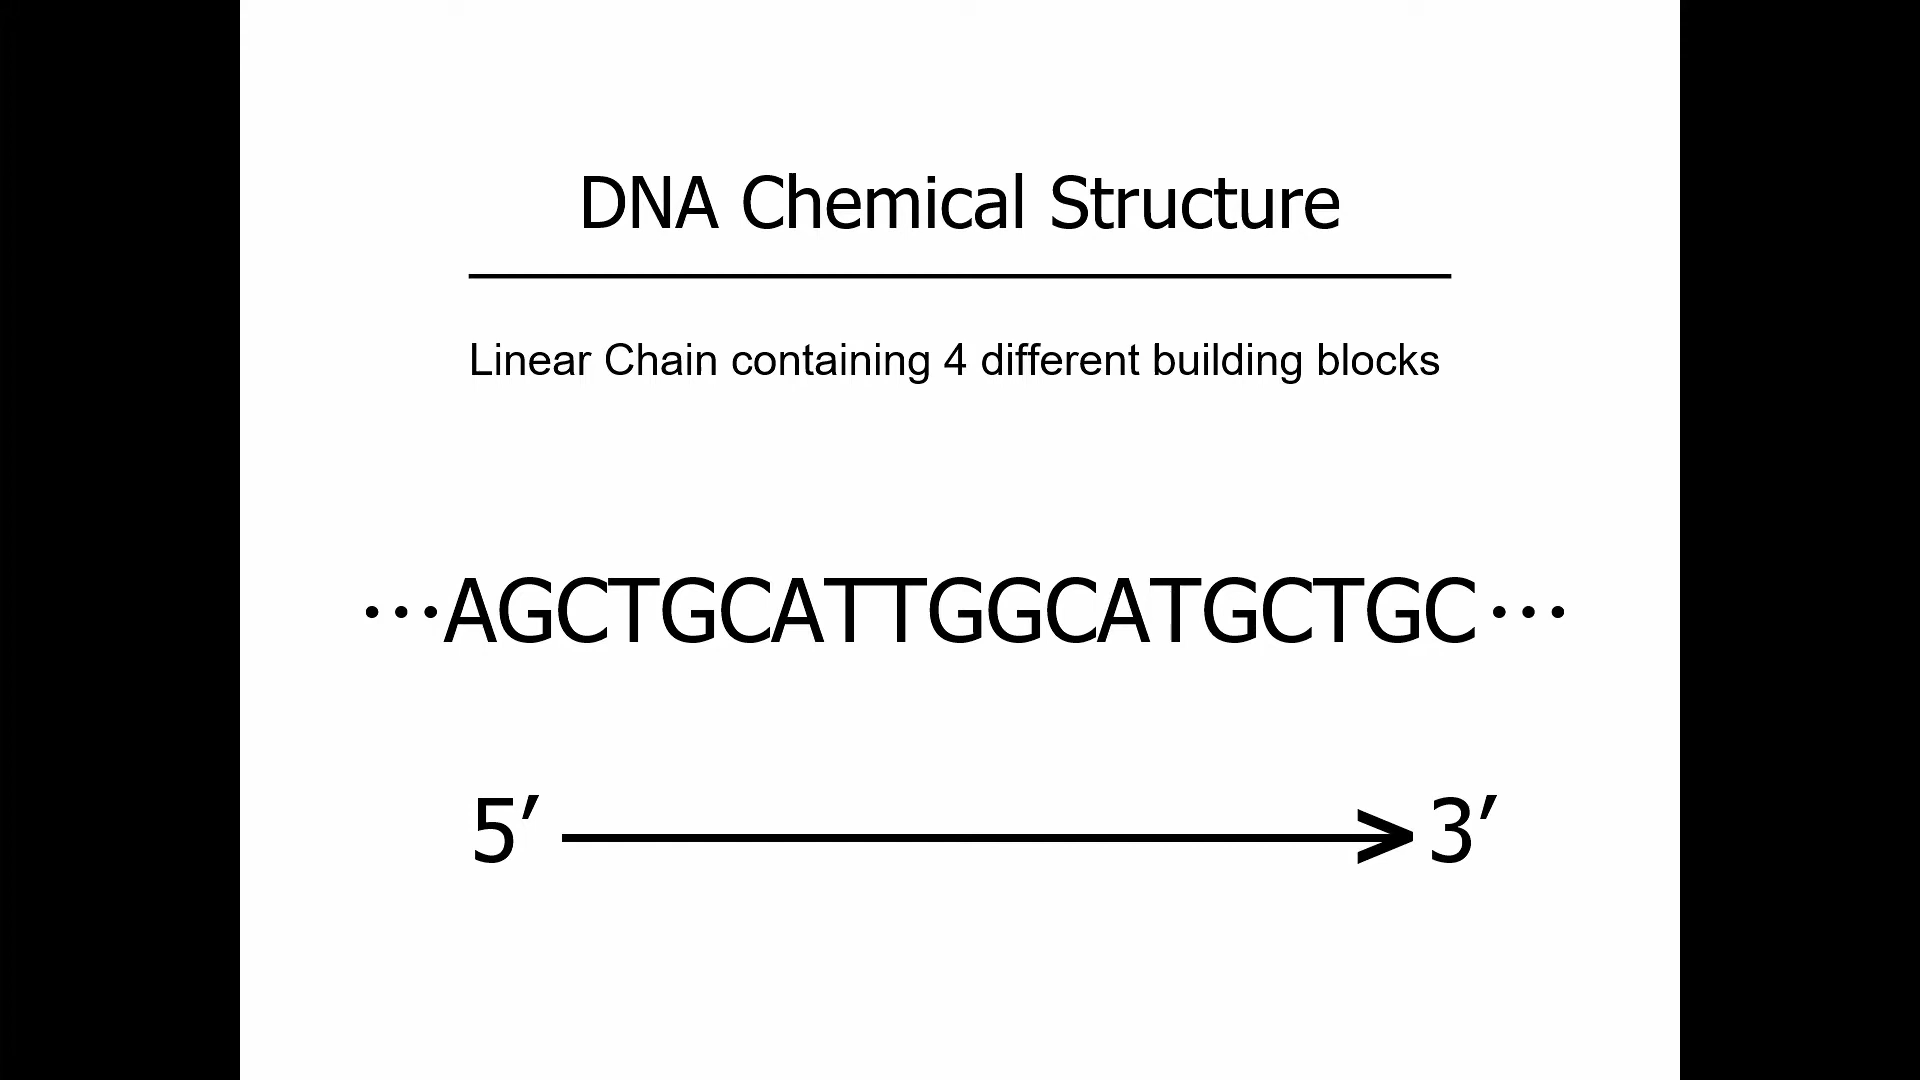 DNA Chemical Structure
Linear Chain containing 4 different building blocks
···AGCTGCATTGGCATGCTGC···
5′ 3′